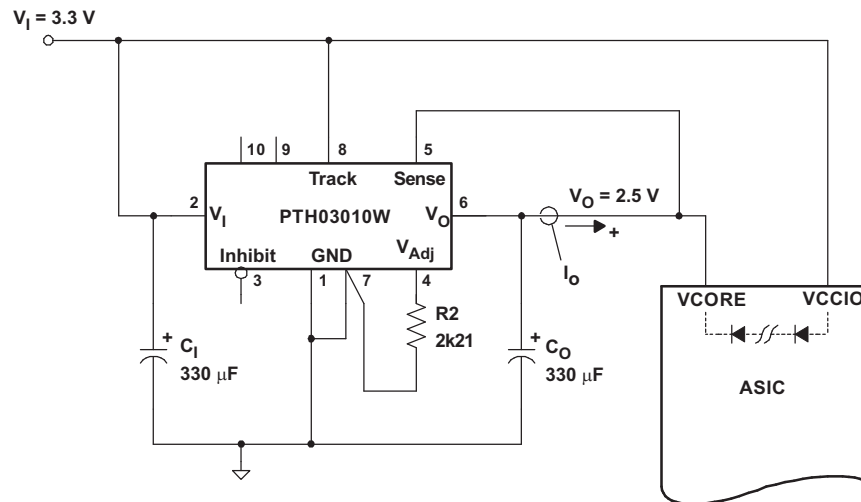 V_I = 3.3 V
10 9 8 5
Track Sense
2 V_I PTH03010W V_O 6
V_O = 2.5 V
+
I_o
Inhibit GND V_Adj
3 1 7 4
R2
2k21
+ C_I
330 μF
+ C_O
330 μF
VCORE VCCIO
ASIC